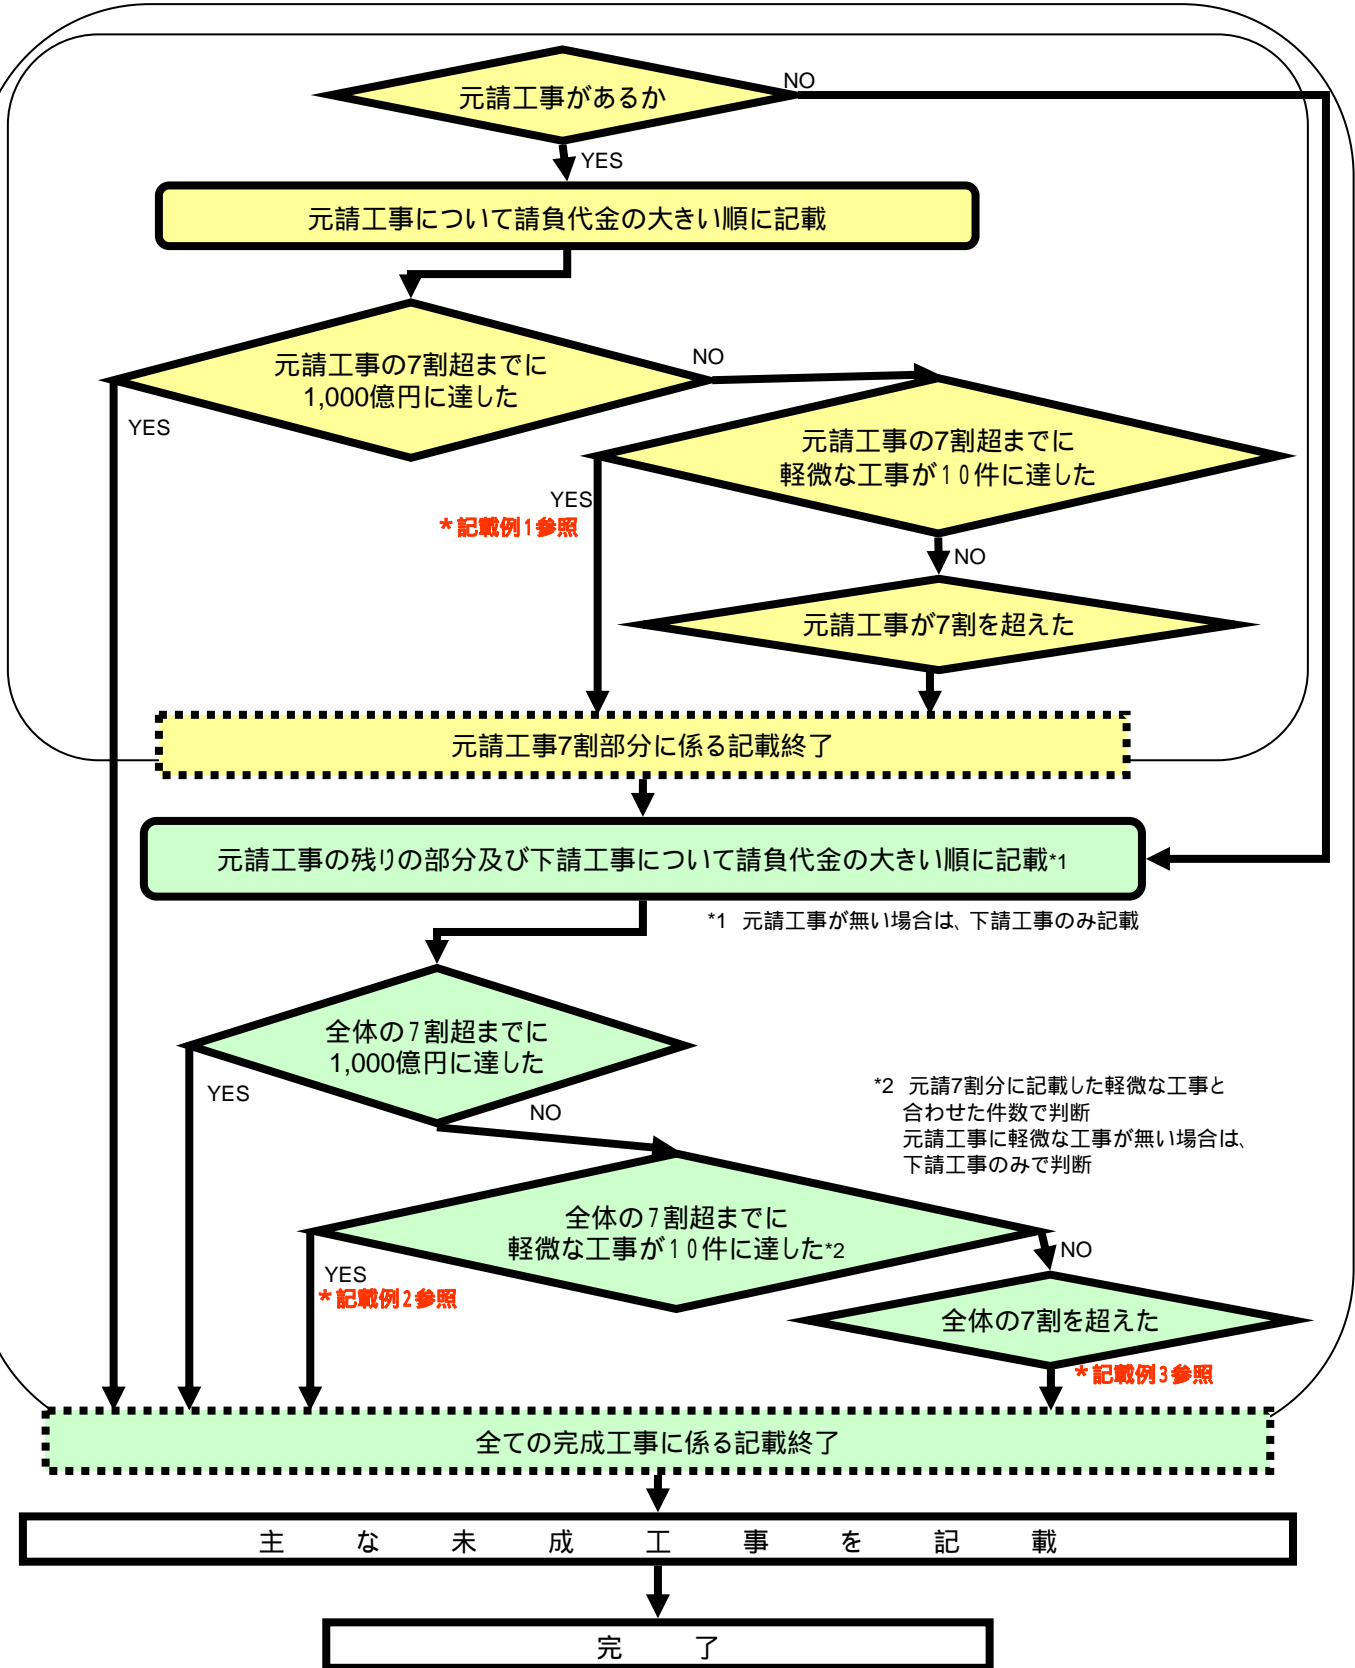 元請工事があるか
NO
YES
元請工事について請負代金の大きい順に記載
元請工事の7割超までに
1,000億円に達した
NO
YES
元請工事の7割超までに
軽微な工事が10件に達した
YES
*記載例1参照
NO
元請工事が7割を超えた
元請工事7割部分に係る記載終了
元請工事の残りの部分及び下請工事について請負代金の大きい順に記載*1
*1 元請工事が無い場合は、下請工事のみ記載
全体の7割超までに
1,000億円に達した
YES
NO
*2 元請7割分に記載した軽微な工事と
合わせた件数で判断
元請工事に軽微な工事が無い場合は、
下請工事のみで判断
全体の7割超までに
軽微な工事が10件に達した*2
YES
*記載例2参照
NO
全体の7割を超えた
*記載例3参照
全ての完成工事に係る記載終了
主な未成工事を記載
完了